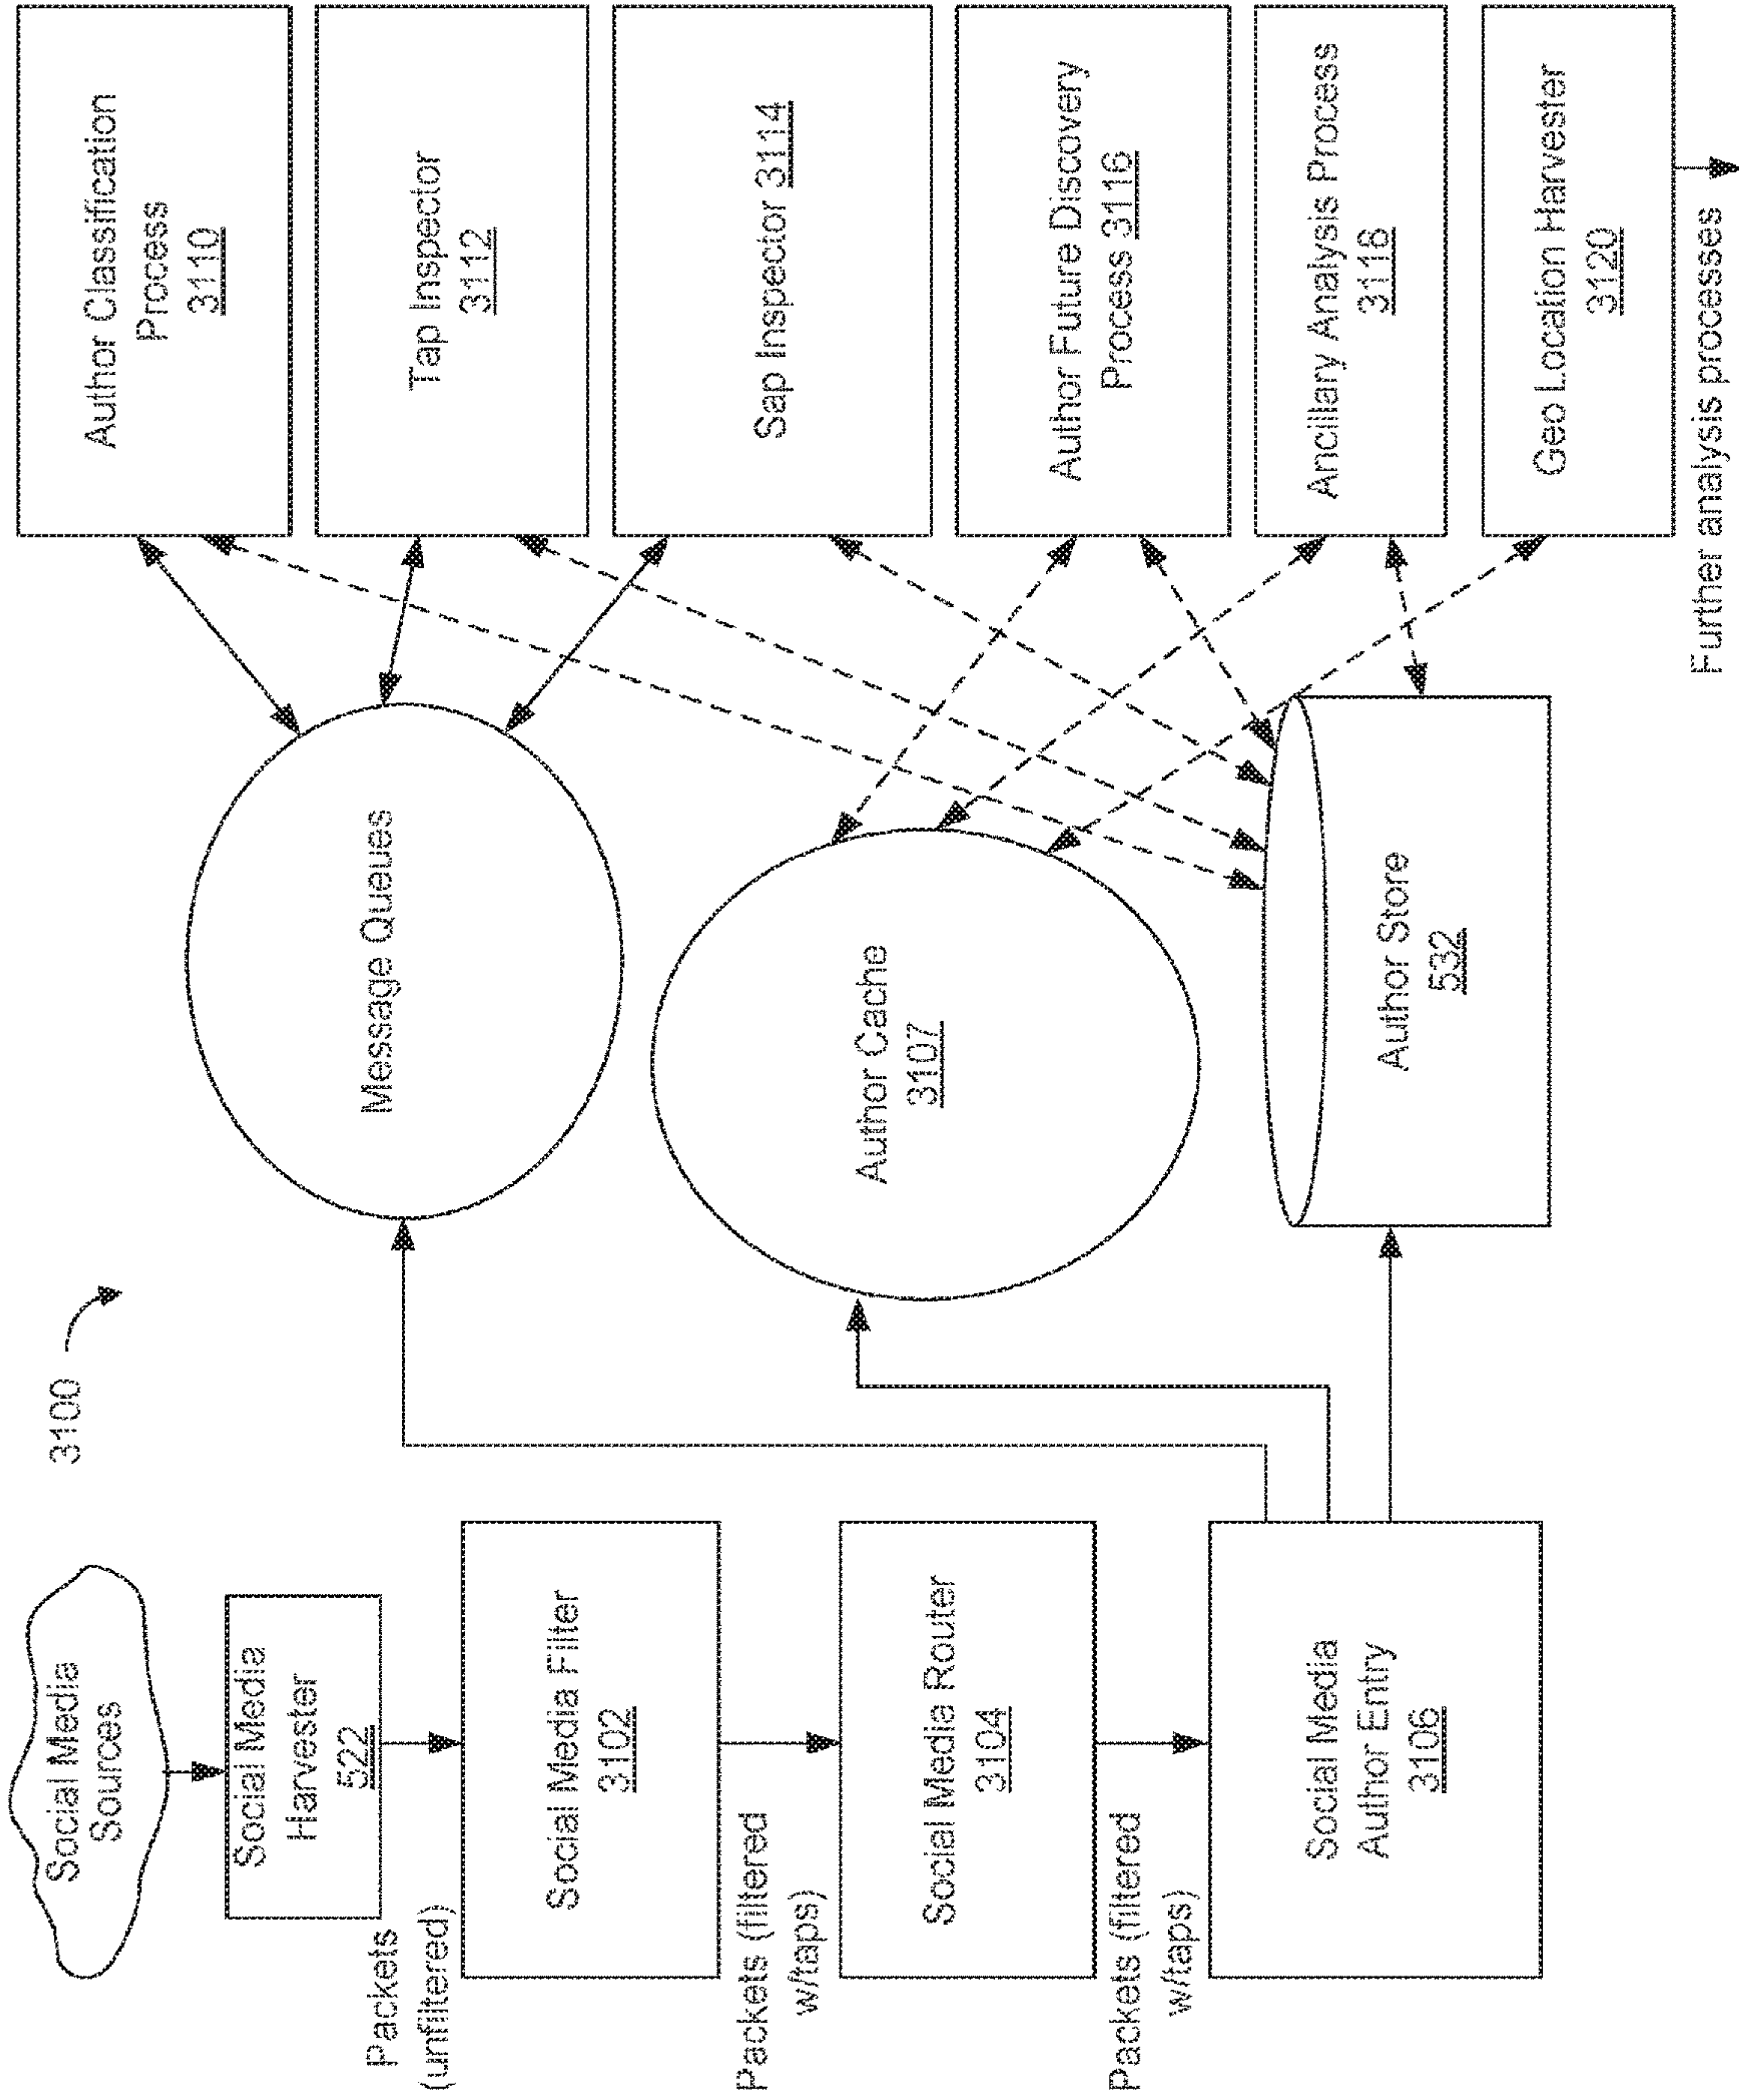 3100
Social Media
Sources
Social Media
Harvester
522
Packets
(unfiltered)
Social Media Filter
3102
Packets (filtered
w/taps)
Social Media Router
3104
Packets (filtered
w/taps)
Social Media
Author Entry
3106
Message Queues
Author Cache
3107
Author Store
532
Author Classification
Process
3110
Tap Inspector
3112
Sap Inspector 3114
Author Future Discovery
Process 3116
Ancillary Analysis Process
3118
Geo Location Harvester
3120
Further analysis processes